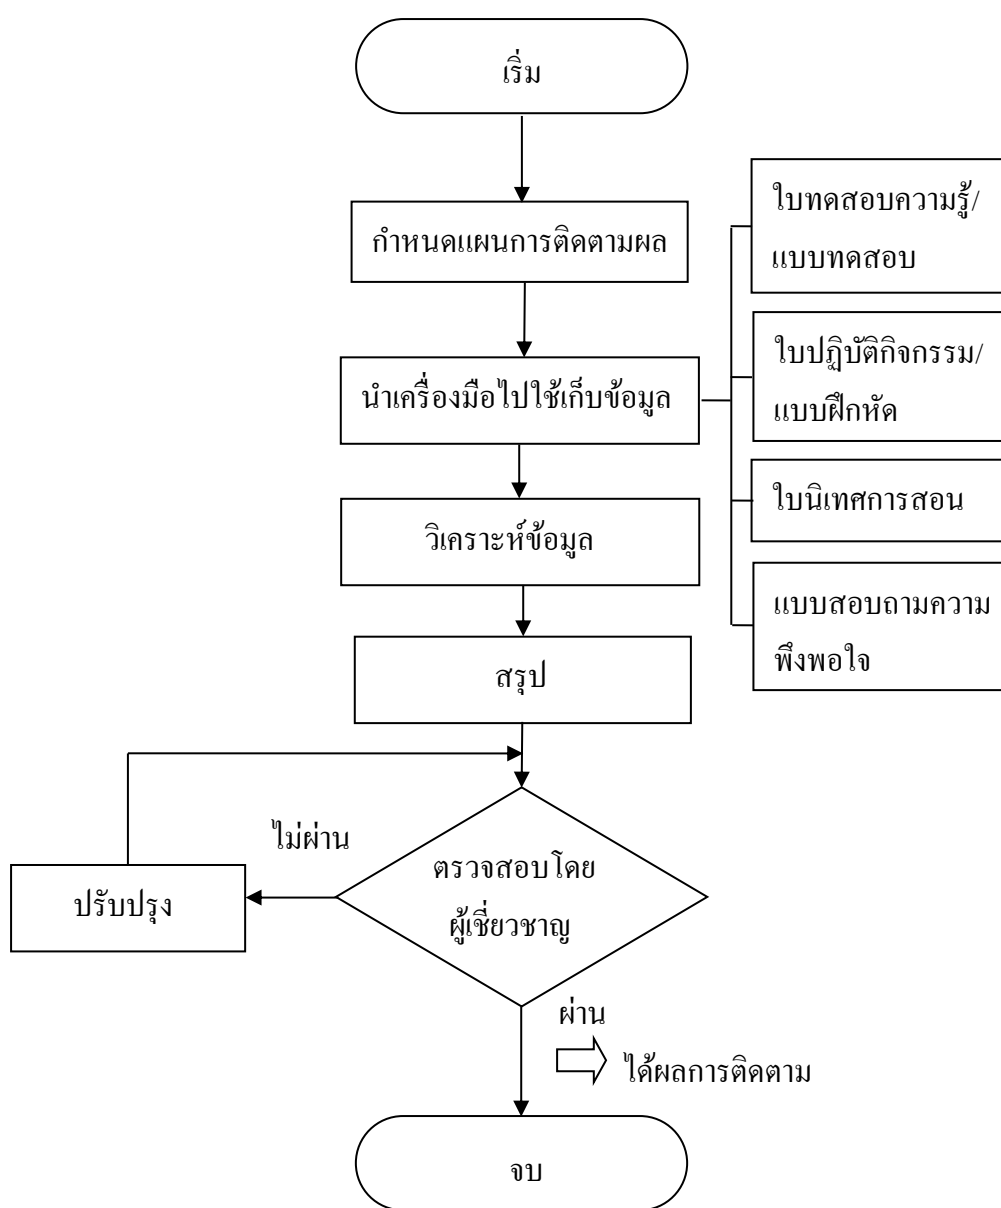 เริ่ม
กำหนดแผนการติดตามผล
นำเครื่องมือไปใช้เก็บข้อมูล
ใบทดสอบความรู้/
แบบทดสอบ
ใบปฏิบัติกิจกรรม/
แบบฝึกหัด
ใบนิเทศการสอน
แบบสอบถามความ
พึงพอใจ
วิเคราะห์ข้อมูล
สรุป
ตรวจสอบโดย
ผู้เชี่ยวชาญ
ไม่ผ่าน
ปรับปรุง
ผ่าน
ได้ผลการติดตาม
จบ